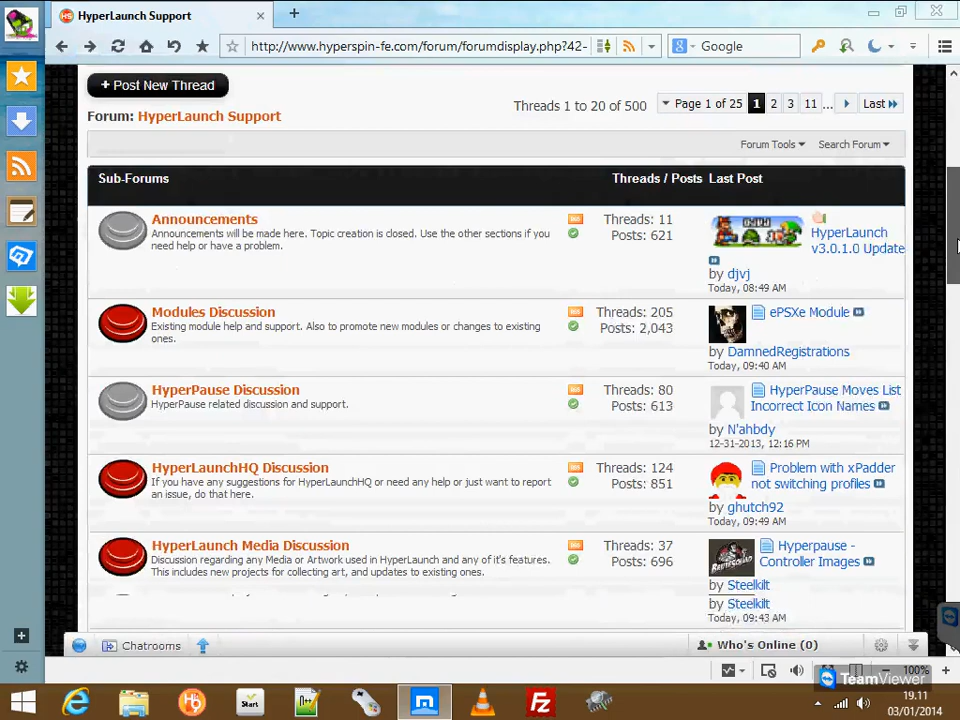 HyperLaunch Support
http://www.hyperspin-fe.com/forum/forumdisplay.php?42-
Google
+ Post New Thread
Threads 1 to 20 of 500
Page 1 of 25 1 2 3 11 ... Last
Forum: HyperLaunch Support
Forum Tools Search Forum
Sub-Forums Threads / Posts Last Post
Announcements
Announcements will be made here. Topic creation is closed. Use the other sections if you
need help or have a problem.
Threads: 11
Posts: 621
HyperLaunch
v3.0.1.0 Update
by djvj
Today, 08:49 AM
Modules Discussion
Existing module help and support. Also to promote new modules or changes to existing
ones.
Threads: 205
Posts: 2,043
ePSXe Module
by DamnedRegistrations
Today, 09:40 AM
HyperPause Discussion
HyperPause related discussion and support.
Threads: 80
Posts: 613
HyperPause Moves List
Incorrect Icon Names
by N'ahbdy
12-31-2013, 12:16 PM
HyperLaunchHQ Discussion
If you have any suggestions for HyperLaunchHQ or need any help or just want to report
an issue, do that here.
Threads: 124
Posts: 851
Problem with xPadder
not switching profiles
by ghutch92
Today, 09:49 AM
HyperLaunch Media Discussion
Discussion regarding any Media or Artwork used in HyperLaunch and any of it's features.
This includes new projects for collecting art, and updates to existing ones.
Threads: 37
Posts: 696
Hyperpause -
Controller Images
by Steelkilt
by Steelkilt
Today, 09:43 AM
Chatrooms
Who's Online (0)
100%
TeamViewer
Start
19.11
03/01/2014